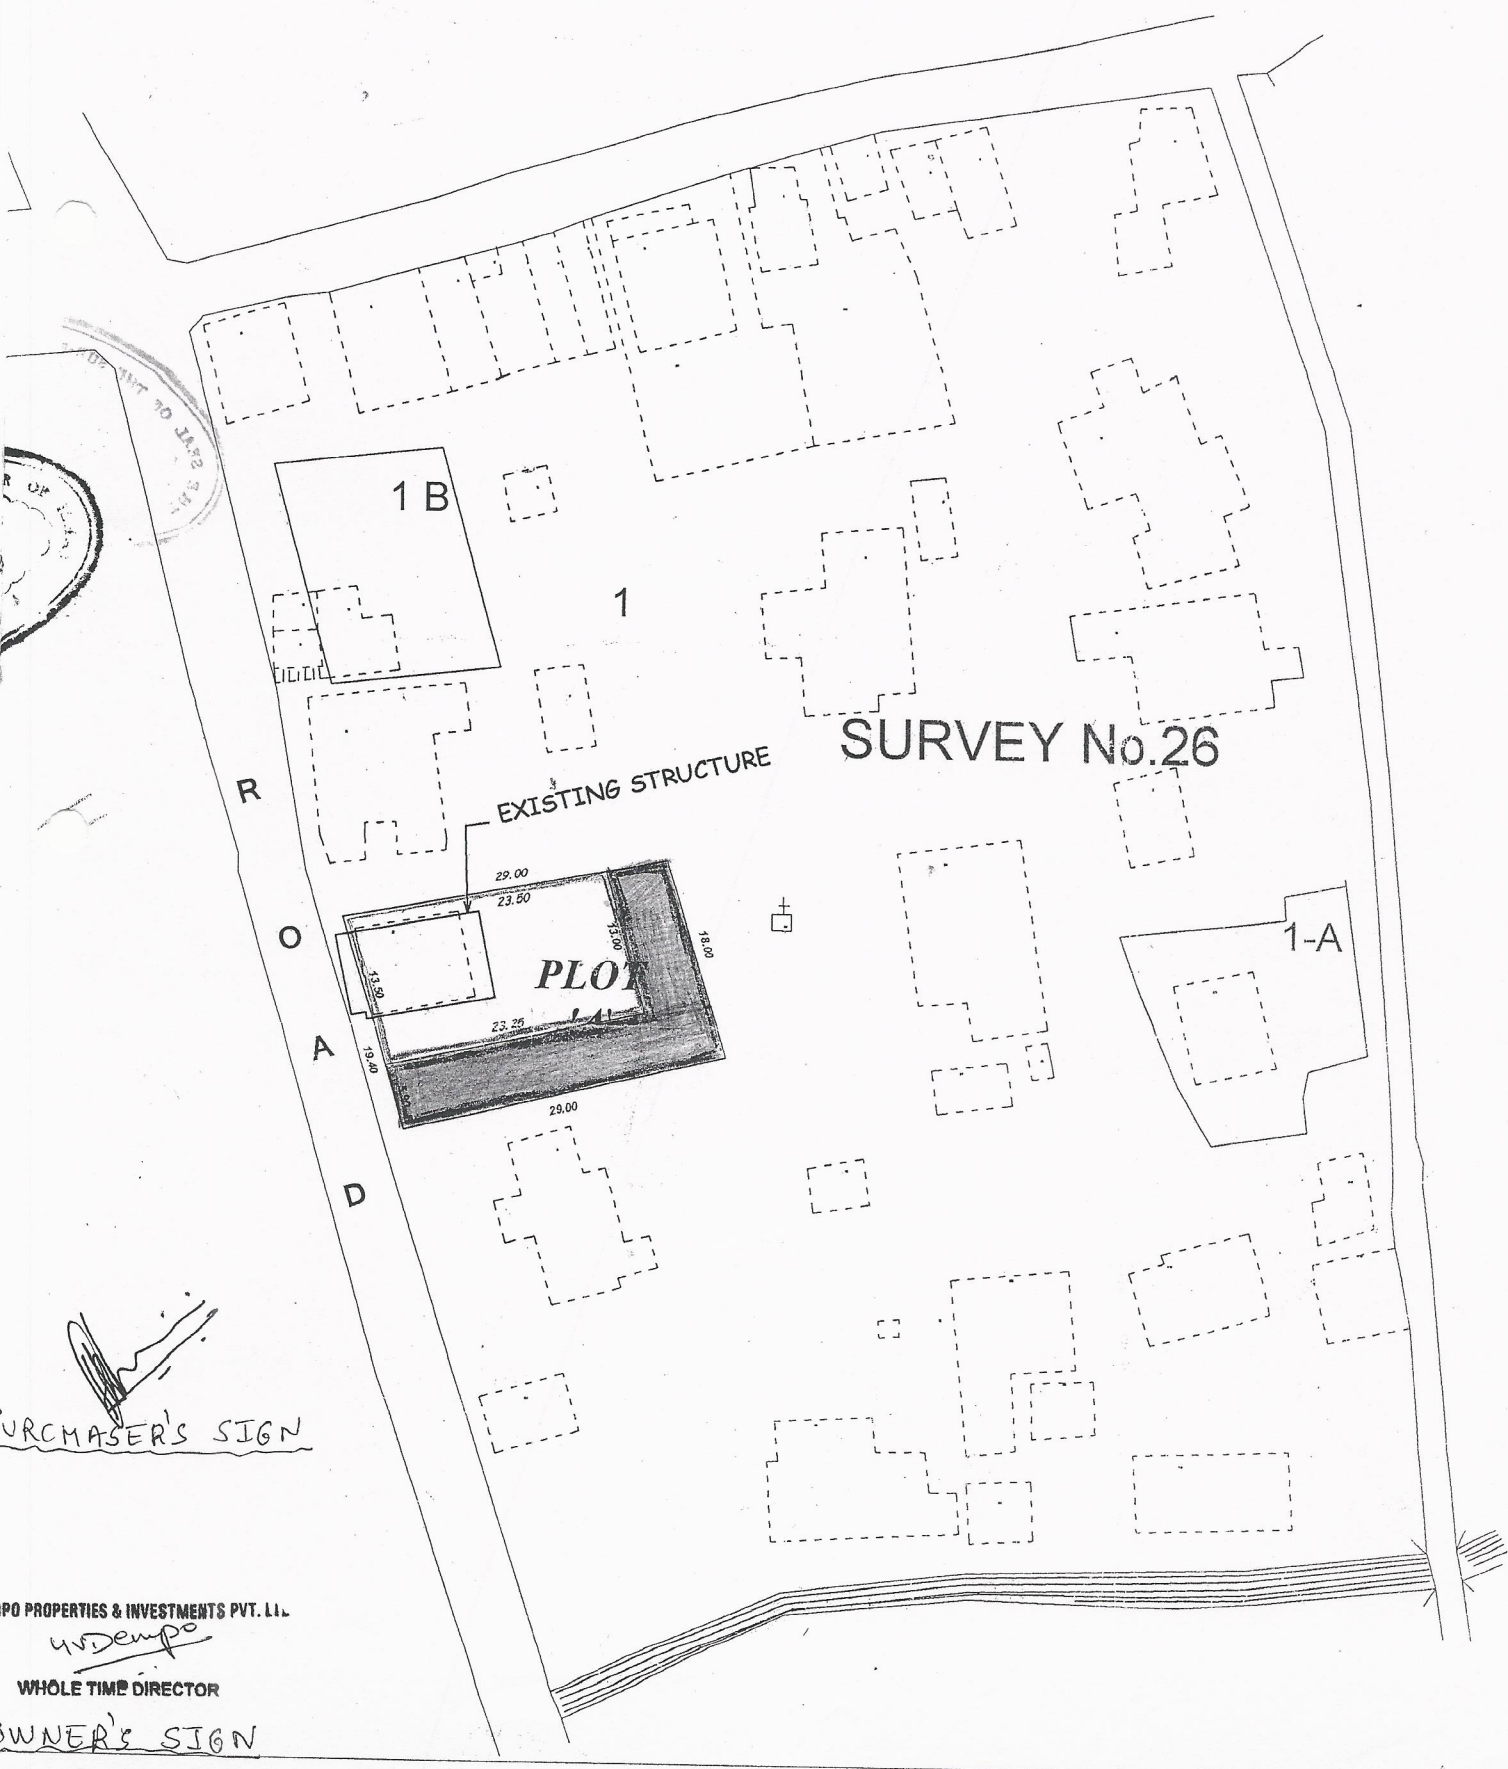 1 B
1
SURVEY No.26
EXISTING STRUCTURE
R
O
A
D
29.00
23.50
13.00
18.00
13.50
PLOT
'A'
23.25
19.40
29.00
1-A
URCHASER'S SIGN
PO PROPERTIES & INVESTMENTS PVT. LT
WHOLE TIME DIRECTOR
WNER'S SIGN